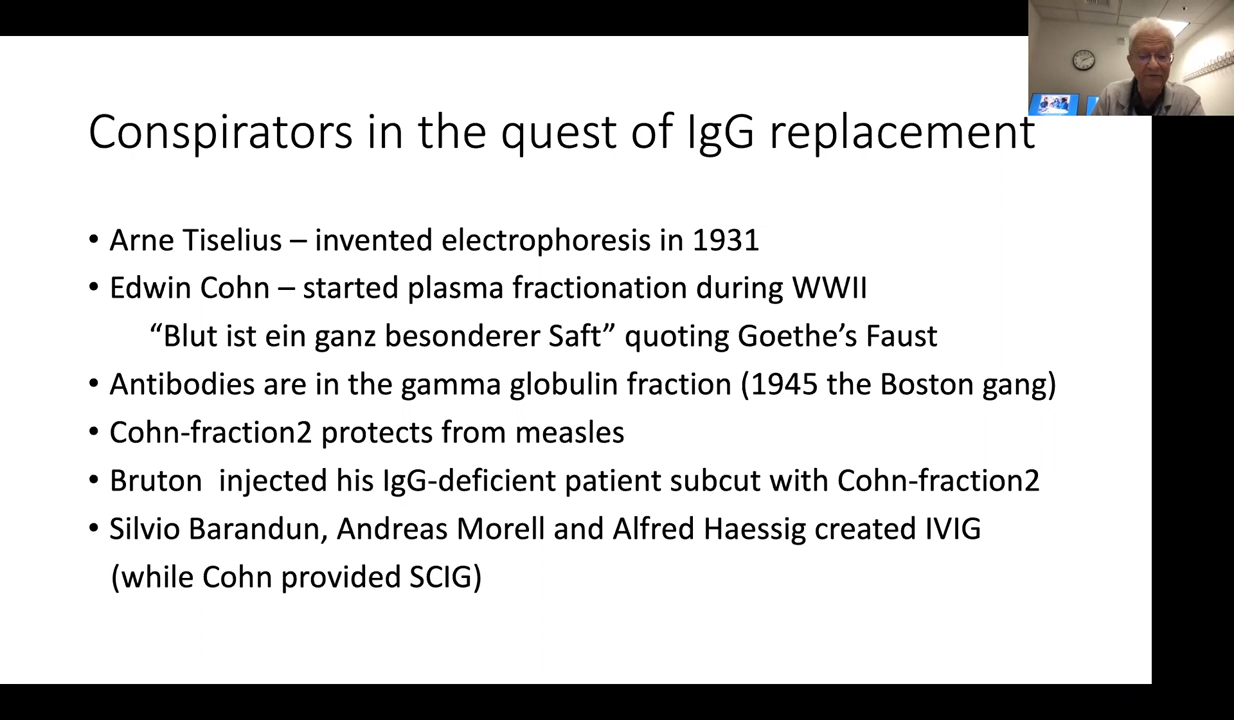 Conspirators in the quest of IgG replacement
• Arne Tiselius – invented electrophoresis in 1931
• Edwin Cohn – started plasma fractionation during WWII
“Blut ist ein ganz besonderer Saft” quoting Goethe’s Faust
• Antibodies are in the gamma globulin fraction (1945 the Boston gang)
• Cohn-fraction2 protects from measles
• Bruton  injected his IgG-deficient patient subcut with Cohn-fraction2
• Silvio Barandun, Andreas Morell and Alfred Haessig created IVIG
(while Cohn provided SCIG)